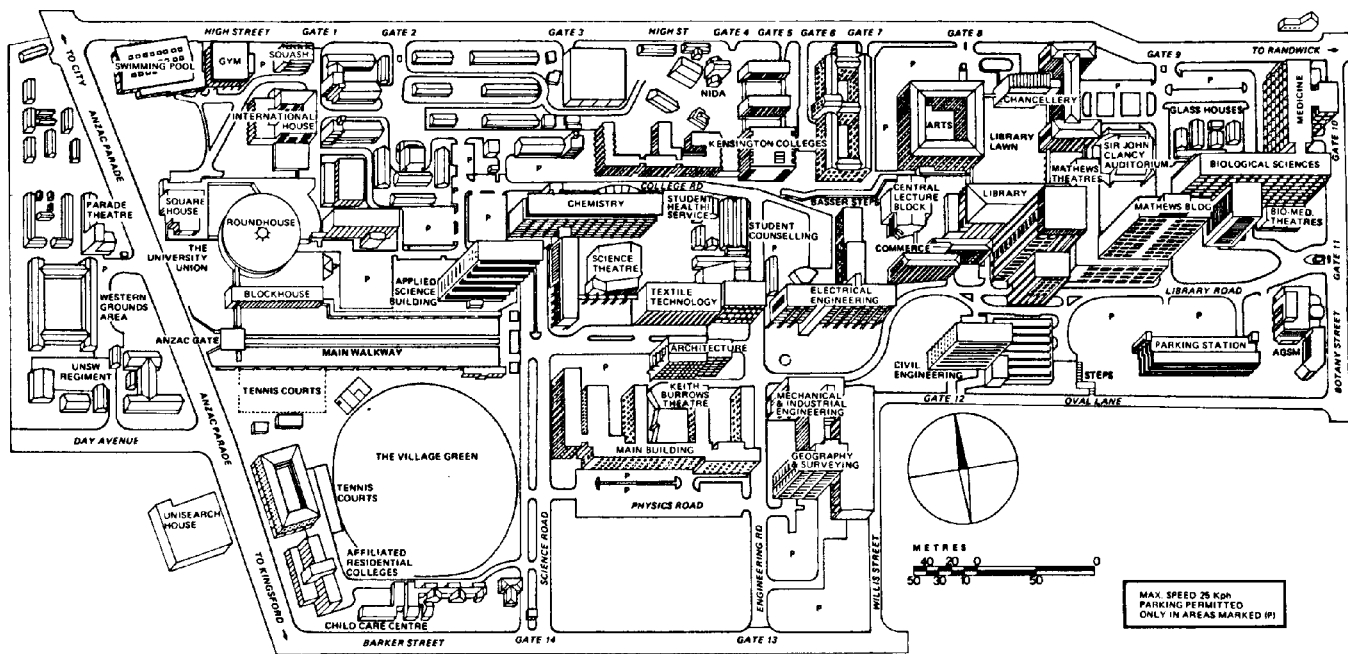 HIGH STREET
GATE 1
GATE 2
GATE 3
HIGH ST
GATE 4
GATE 5
GATE 6
GATE 7
GATE 8
GATE 9
TO RANDWICK
TO CITY
SWIMMING POOL
GYM
SQUASH
NIDA
CHANCELLERY
GLASS HOUSES
MEDICINE
GATE 10
ANZAC PARADE
INTERNATIONAL
HOUSE
P
P
P
P
ARTS
LIBRARY
LAWN
KENSINGTON COLLEGES
SIR JOHN
CLANCY
AUDITORIUM
MATHEWS
THEATRES
BIOLOGICAL SCIENCES
COLLEGE RD
BASSER STEPS
CENTRAL
LECTURE
BLOCK
LIBRARY
PARADE
THEATRE
SQUARE
HOUSE
ROUNDHOUSE
P
P
CHEMISTRY
STUDENT
HEALTH
SERVICE
STUDENT
COUNSELLING
COMMERCE
MATHEWS BLDG
BIO-MED.
THEATRES
THE
UNIVERSITY
UNION
P
P
APPLIED
SCIENCE
BUILDING
SCIENCE
THEATRE
GATE 11
WESTERN
GROUNDS
AREA
BLOCKHOUSE
TEXTILE
TECHNOLOGY
ELECTRICAL
ENGINEERING
LIBRARY ROAD
ANZAC GATE
MAIN WALKWAY
ARCHITECTURE
P
P
PARKING STATION
AGSM
BOTANY STREET
UNSW
REGIMENT
TENNIS COURTS
P
KEITH
BURROWS
THEATRE
MECHANICAL
& INDUSTRIAL
ENGINEERING
CIVIL
ENGINEERING
STEPS
GATE 12
OVAL LANE
DAY AVENUE
ANZAC PARADE
THE VILLAGE GREEN
MAIN BUILDING
GEOGRAPHY
& SURVEYING
TENNIS
COURTS
P
P
PHYSICS ROAD
UNISEARCH
HOUSE
AFFILIATED
RESIDENTIAL
COLLEGES
SCIENCE ROAD
ENGINEERING RD
P
P
WILLIS STREET
METRES
40 20 0 0
50 30 10 50
TO KINGSFORD
CHILD CARE CENTRE
BARKER STREET
GATE 14
GATE 13
MAX. SPEED 25 Kph
PARKING PERMITTED
ONLY IN AREAS MARKED (P)